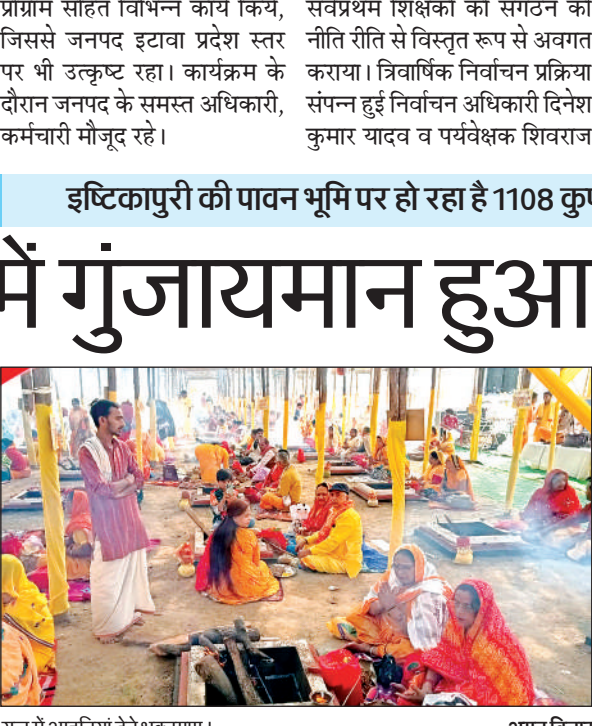 प्रोग्राम सहित विभिन्न कार्य किये,
जिससे जनपद इटावा प्रदेश स्तर
पर भी उत्कृष्ट रहा। कार्यक्रम के
दौरान जनपद के समस्त अधिकारी,
कर्मचारी मौजूद रहे।
सर्वप्रथम शिक्षकों को संगठन की
नीति रीति से विस्तृत रूप से अवगत
कराया। त्रिवार्षिक निर्वाचन प्रक्रिया
संपन्न हुई निर्वाचन अधिकारी दिनेश
कुमार यादव व पर्यवेक्षक शिवराज
इष्टिकापुरी की पावन भूमि पर हो रहा है 1108
में गुंजायमान हुआ